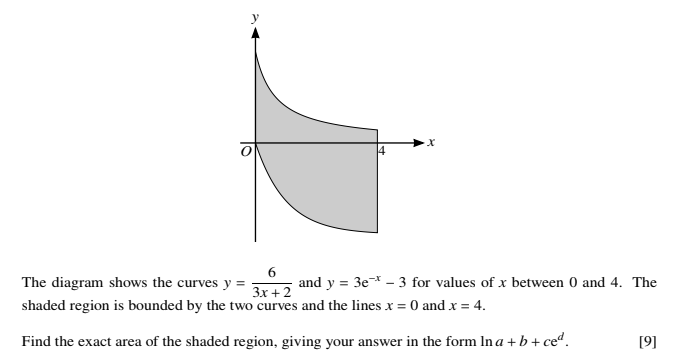 y
O
4
x
The diagram shows the curves y = \frac{6}{3x + 2} and y = 3e^{-x} − 3 for values of x between 0 and 4. The
shaded region is bounded by the two curves and the lines x = 0 and x = 4.
Find the exact area of the shaded region, giving your answer in the form ln a + b + ce^{d}. [9]